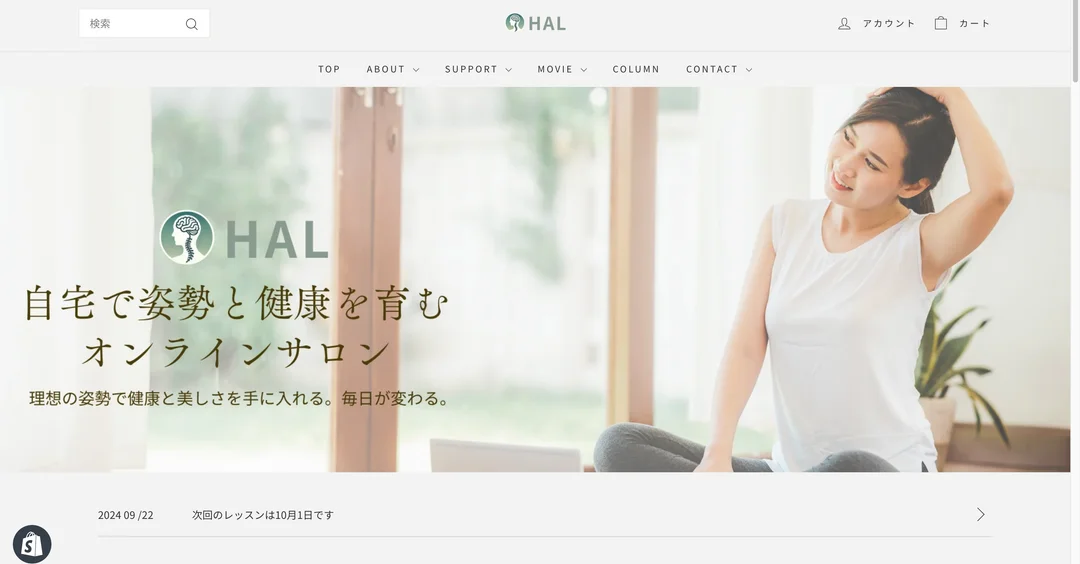 検索
HAL
アカウント
カート
TOP
ABOUT
SUPPORT
MOVIE
COLUMN
CONTACT
HAL
自宅で姿勢と健康を育む
オンラインサロン
理想の姿勢で健康と美しさを手に入れる。毎日が変わる。
2024 09 /22
次回のレッスンは10月1日です